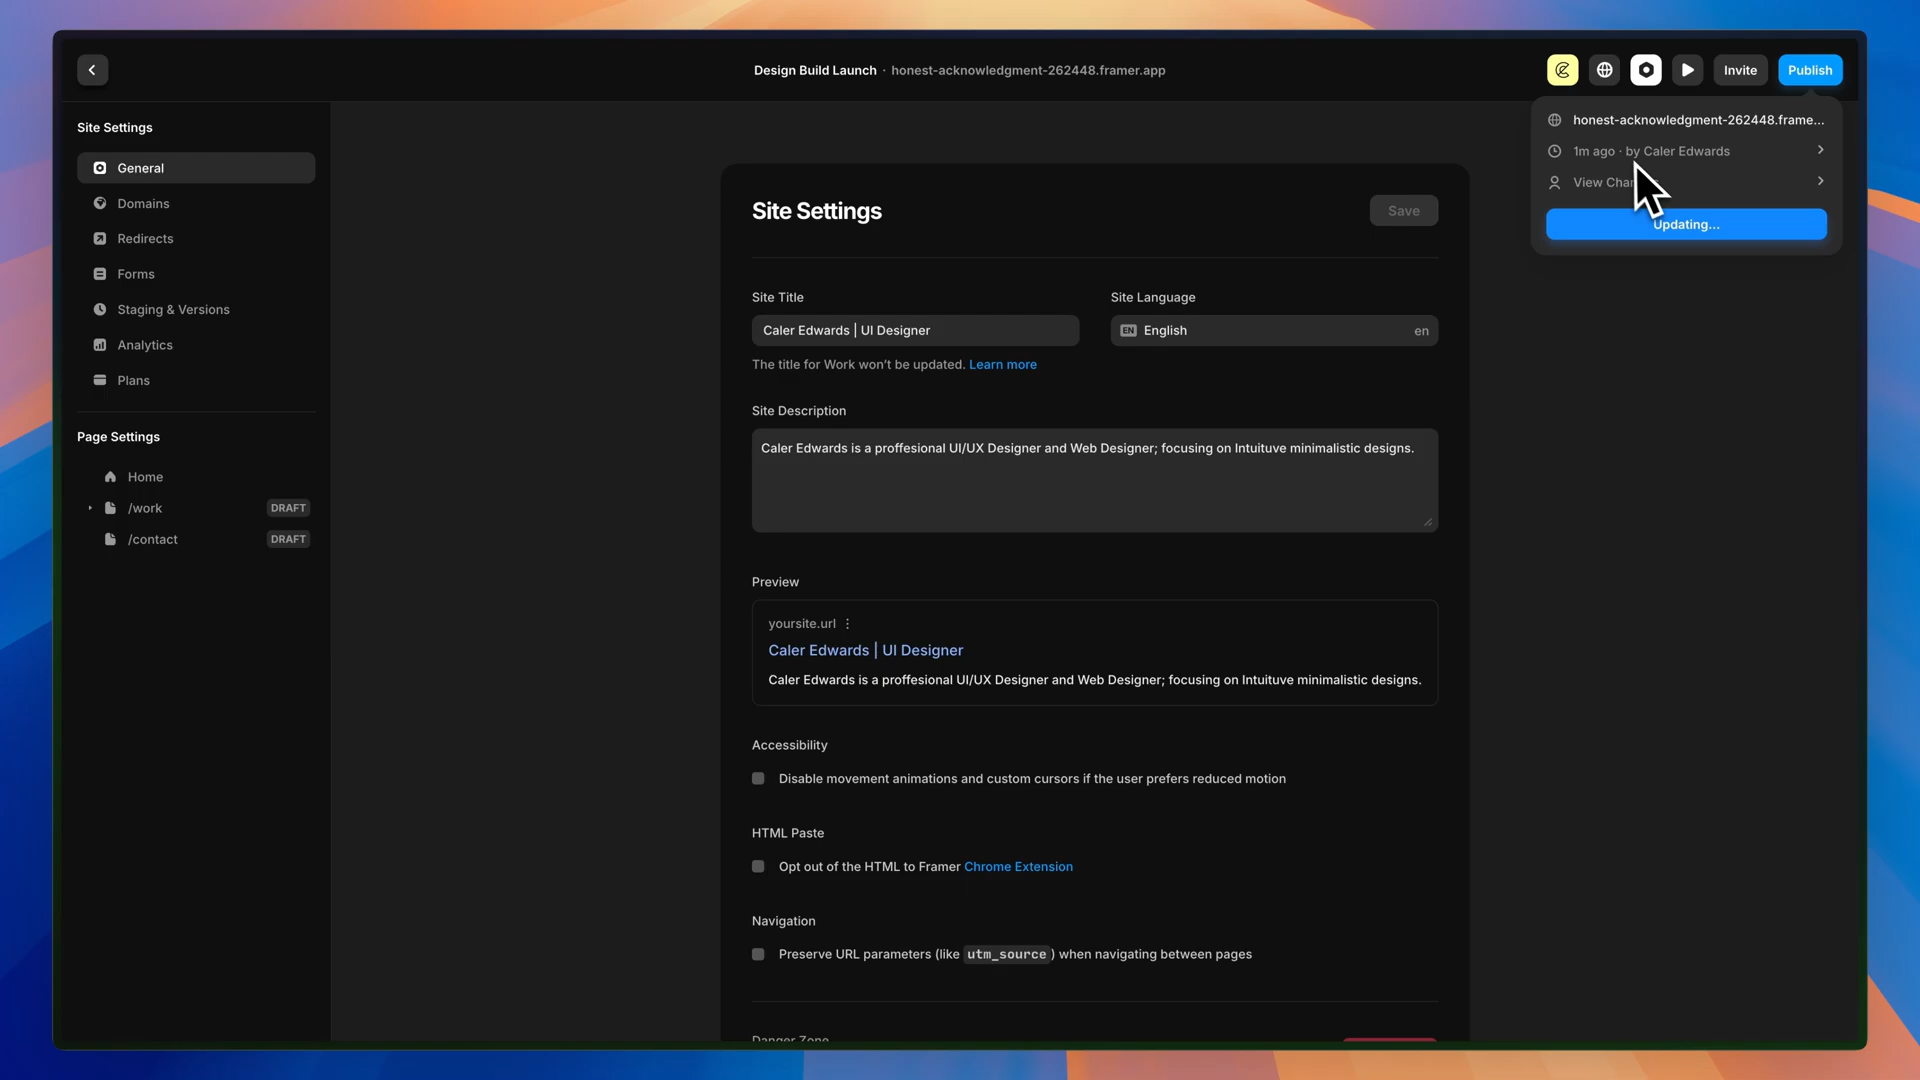 Design Build Launch · honest-acknowledgment-262448.framer.app
Invite
Publish
honest-acknowledgment-262448.frame...
1m ago · by Caler Edwards
View
Updating...
Site Settings
General
Domains
Redirects
Forms
Staging & Versions
Analytics
Plans
Page Settings
Home
/work DRAFT
/contact DRAFT
Site Settings
Save
Site Title
Site Language
Caler Edwards | UI Designer
EN English en
The title for Work won’t be updated. Learn more
Site Description
Caler Edwards is a proffesional UI/UX Designer and Web Designer; focusing on Intuituve minimalistic designs.
Preview
yoursite.url
Caler Edwards | UI Designer
Caler Edwards is a proffesional UI/UX Designer and Web Designer; focusing on Intuituve minimalistic designs.
Accessibility
Disable movement animations and custom cursors if the user prefers reduced motion
HTML Paste
Opt out of the HTML to Framer Chrome Extension
Navigation
Preserve URL parameters (like utm_source) when navigating between pages
Danger Zone